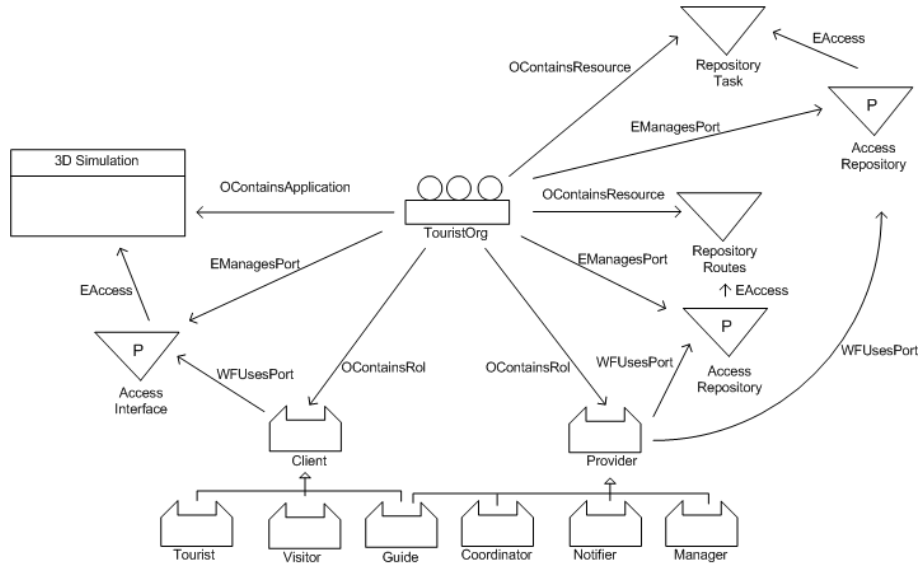 EAccess
Repository
Task
OContainsResource
P
EManagesPort
Access
Repository
3D Simulation
OContainsApplication
OContainsResource
TouristOrg
Repository
Routes
EManagesPort
EManagesPort
EAccess
EAccess
P
P
WFUsesPort
Access
Interface
WFUsesPort
OContainsRol
OContainsRol
WFUsesPort
Access
Repository
Client
Provider
Tourist
Visitor
Guide
Coordinator
Notifier
Manager